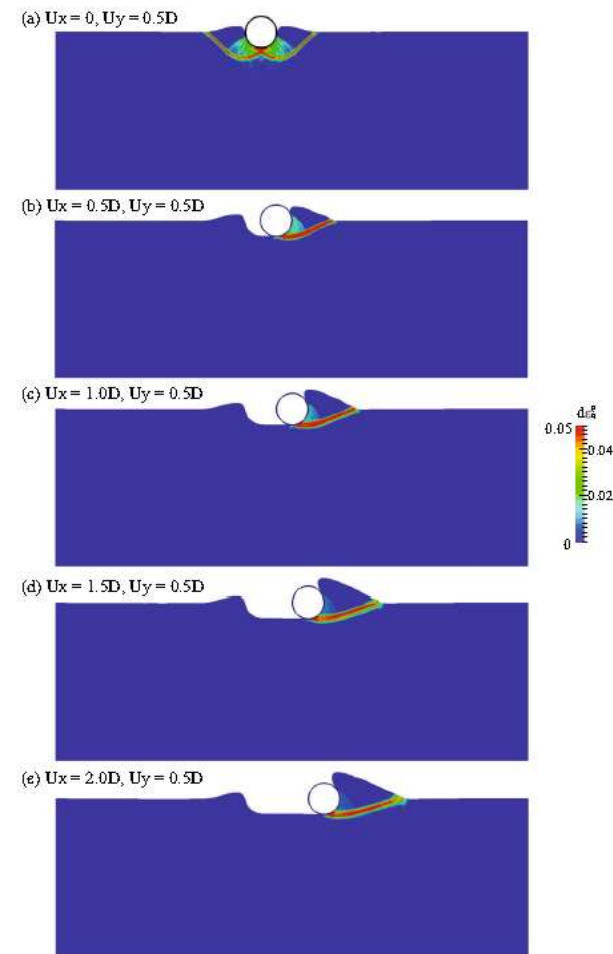 (a) Ux = 0, Uy = 0.5D
(b) Ux = 0.5D, Uy = 0.5D
(c) Ux = 1.0D, Uy = 0.5D
0.05
0.04
0.02
0
(d) Ux = 1.5D, Uy = 0.5D
(e) Ux = 2.0D, Uy = 0.5D